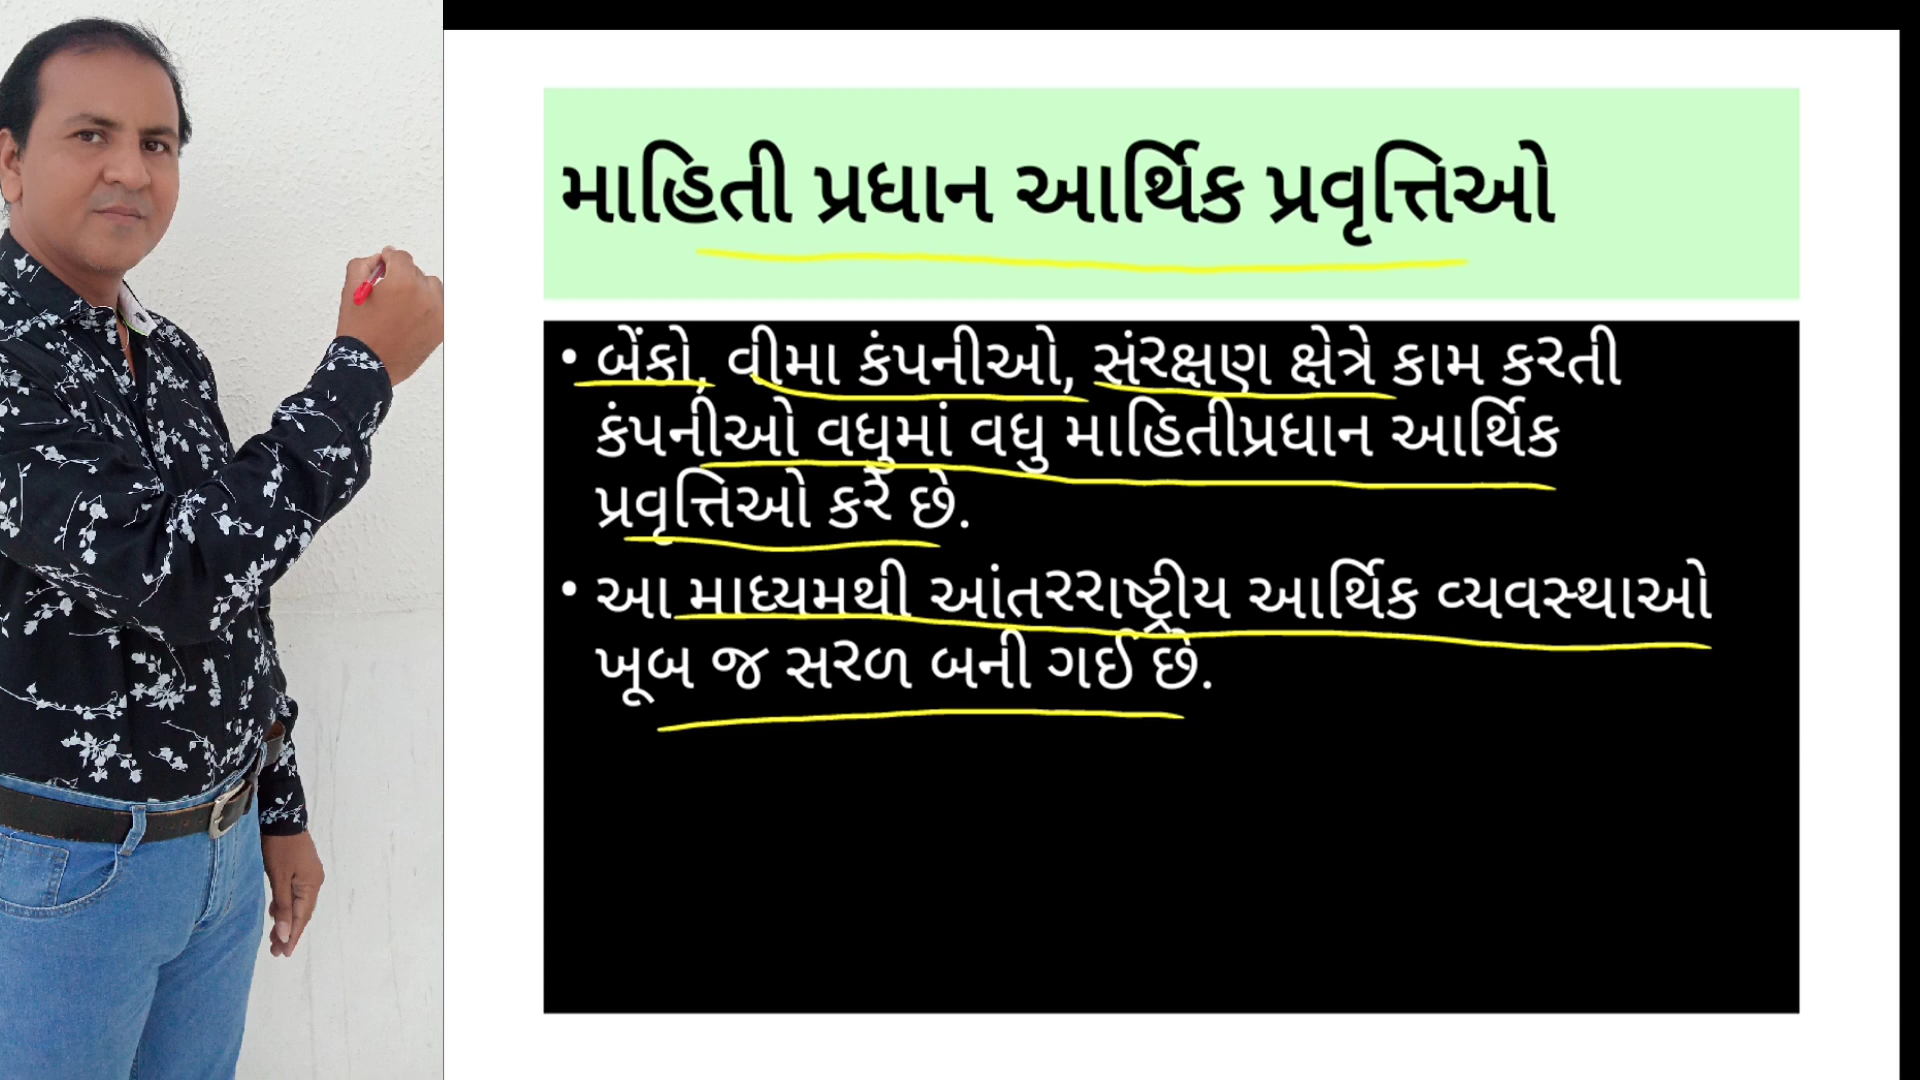 માહિતી પ્રધાન આર્થિક પ્રવૃત્તિઓ
• બેંકો, વીમા કંપનીઓ, સંરક્ષણ ક્ષેત્રે કામ કરતી
કંપનીઓ વધુમાં વધુ માહિતીપ્રધાન આર્થિક
પ્રવૃત્તિઓ કરે છે.
• આ માધ્યમથી આંતરરાષ્ટ્રીય આર્થિક વ્યવસ્થાઓ
ખૂબ જ સરળ બની ગઈ છે.